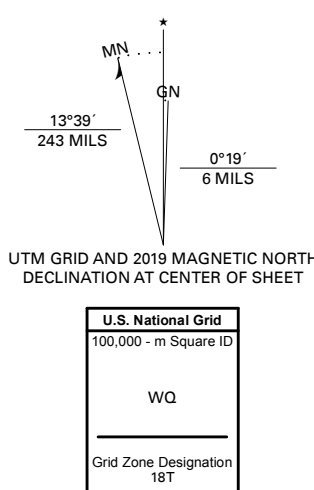 ★
MN
GN
13°39´
243 MILS
0°19´
6 MILS
UTM GRID AND 2019 MAGNETIC NORTH
DECLINATION AT CENTER OF SHEET
U.S. National Grid
100,000 - m Square ID
WQ
Grid Zone Designation
18T